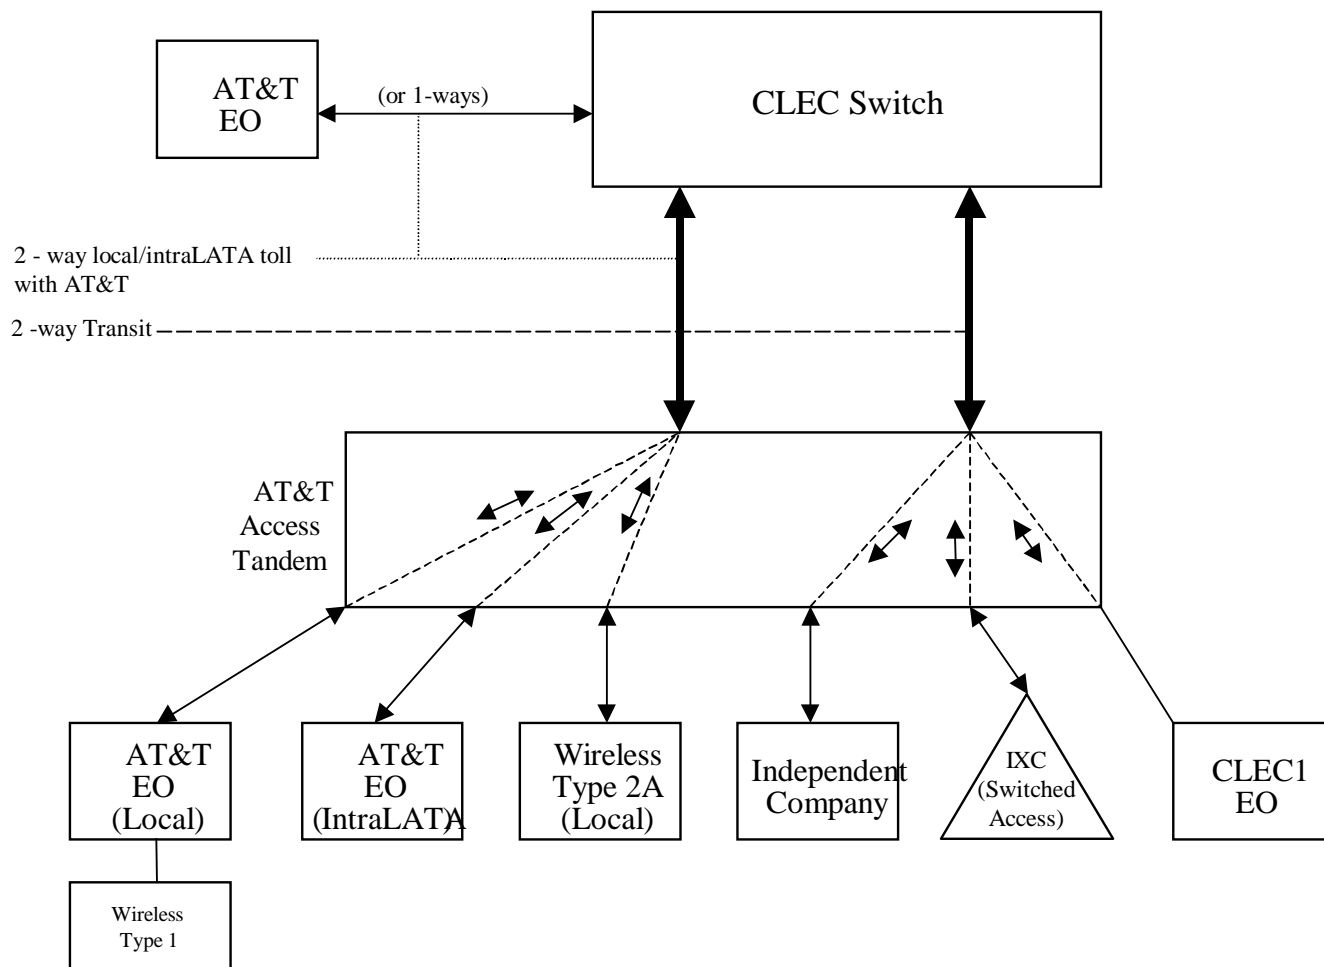 AT&T
EO
(or 1-ways)
CLEC Switch
2 - way local/intraLATA toll
with AT&T
2 -way Transit
AT&T
Access
Tandem
AT&T
EO
(Local)
AT&T
EO
(IntraLATA)
Wireless
Type 2A
(Local)
Independent
Company
IXC
(Switched
Access)
CLEC1
EO
Wireless
Type 1